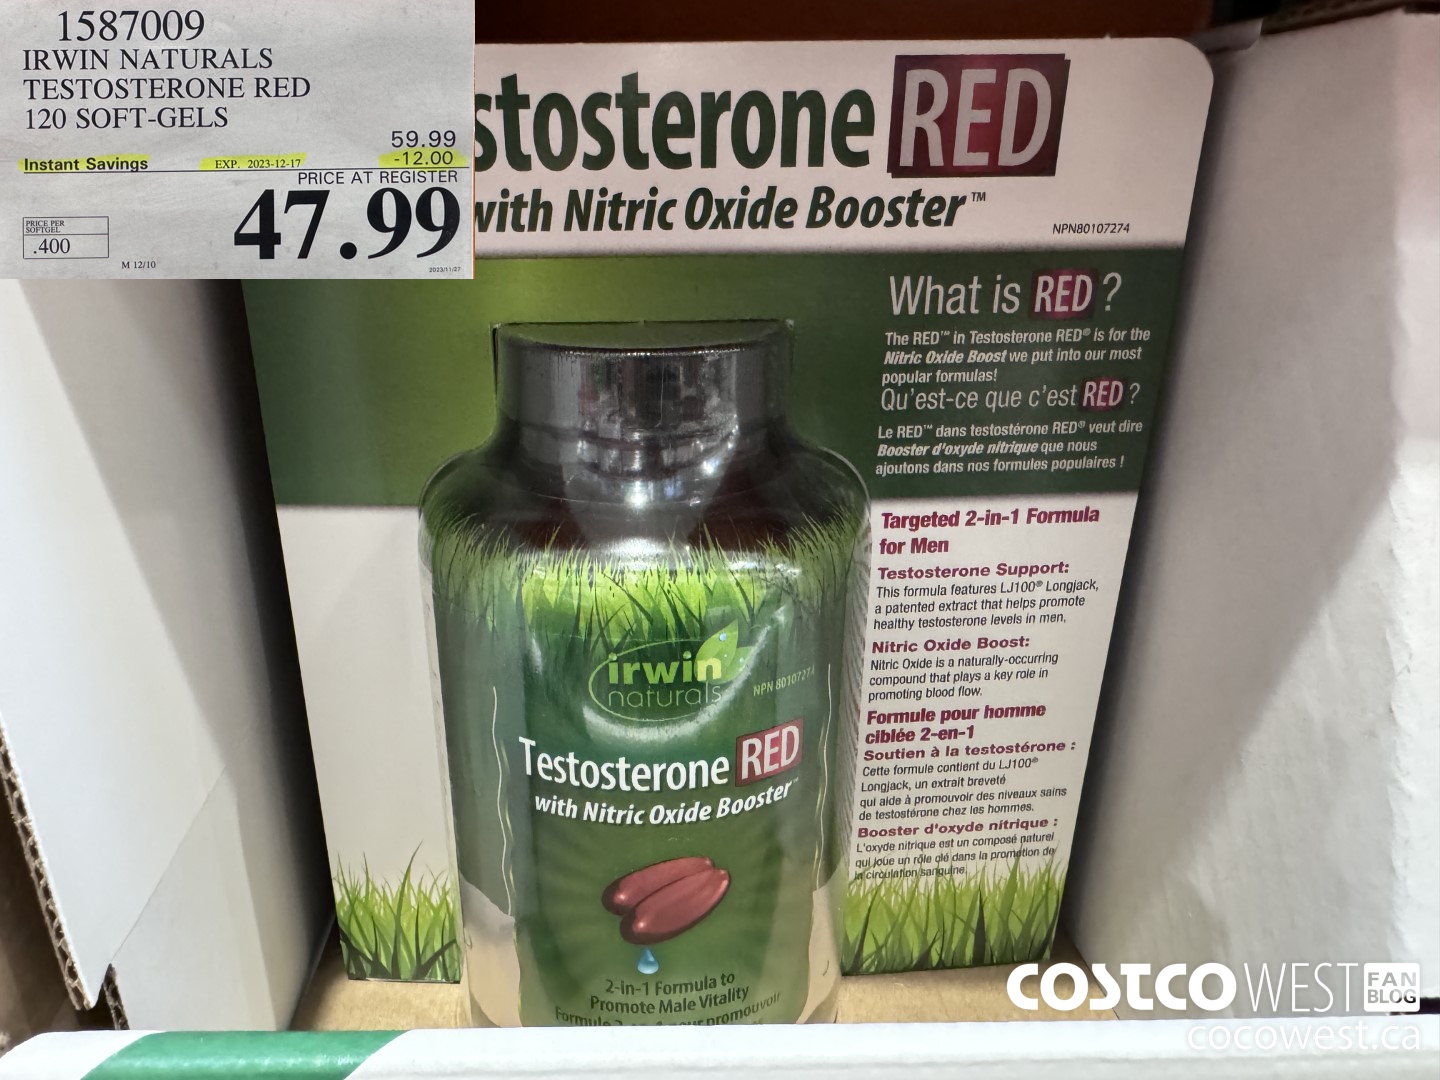 1587009
IRWIN NATURALS
TESTOSTERONE RED
120 SOFT-GELS
59.99
Instant Savings EXP. 2023-12-17 -12.00
PRICE AT REGISTER
47.99
PRICE PER
SOFTGEL
.400
M 12/10
2023/11/27
stosterone RED
with Nitric Oxide Booster™
NPN80107274
What is RED?
The RED™ in Testosterone RED® is for the
Nitric Oxide Boost we put into our most
popular formulas!
Qu'est-ce que c'est RED ?
Le RED™ dans testostérone RED® veut dire
Booster d'oxyde nitrique que nous
ajoutons dans nos formules populaires !
Targeted 2-in-1 Formula
for Men
Testosterone Support:
This formula features LJ100® Longjack,
a patented extract that helps promote
healthy testosterone levels in men.
Nitric Oxide Boost:
Nitric Oxide is a naturally-occurring
compound that plays a key role in
promoting blood flow.
Formule pour homme
ciblée 2-en-1
Soutien à la testostérone :
Cette formule contient du LJ100®
Longjack, un extrait breveté
qui aide à promouvoir des niveaux sains
de testostérone chez les hommes.
Booster d'oxyde nitrique :
L'oxyde nitrique est un composé naturel
qui joue un rôle clé dans la promotion de
la circulation sanguine.
irwin
naturals
NPN 80107274
Testosterone RED
with Nitric Oxide Booster™
2-in-1 Formula to
Promote Male Vitality
Formule 2-en-1 pour promouvoir
COSTCO WEST FAN BLOG
cocowest.ca